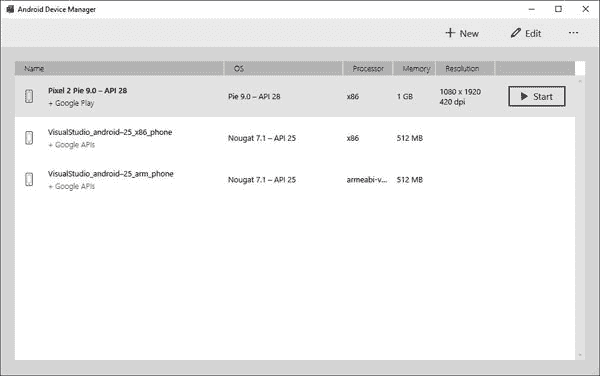 Android Device Manager
New Edit ...
Name OS Processor Memory Resolution
Pixel 2 Pie 9.0 – API 28 Pie 9.0 – API 28 x86 1 GB 1080 x 1920 Start
+ Google Play 420 dpi
VisualStudio_android–25_x86_phone Nougat 7.1 – API 25 x86 512 MB
+ Google APIs
VisualStudio_android–25_arm_phone Nougat 7.1 – API 25 armeabi-v... 512 MB
+ Google APIs